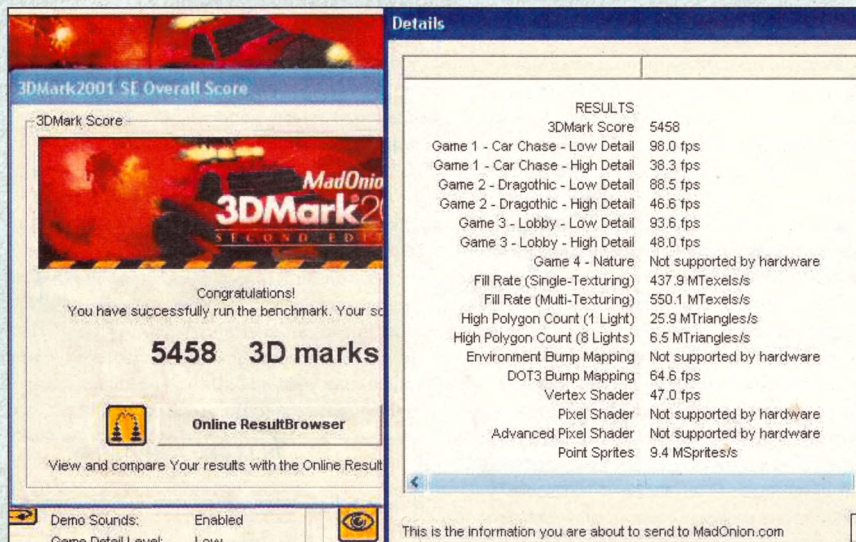 3DMark2001 SE Overall Score
3DMark Score
MadOnio
3DMark 20
SECOND EDIT
Congratulations!
You have successfully run the benchmark. Your sc
5458 3D marks
Online ResultBrowser
View and compare Your results with the Online Result
Demo Sounds: Enabled
Game Detail Level: Low
Details
RESULTS
3DMark Score 5458
Game 1 - Car Chase - Low Detail 98.0 fps
Game 1 - Car Chase - High Detail 38.3 fps
Game 2 - Dragothic - Low Detail 88.5 fps
Game 2 - Dragothic - High Detail 46.6 fps
Game 3 - Lobby - Low Detail 93.6 fps
Game 3 - Lobby - High Detail 48.0 fps
Game 4 - Nature Not supported by hardware
Fill Rate (Single-Texturing) 437.9 MTexels/s
Fill Rate (Multi-Texturing) 550.1 MTexels/s
High Polygon Count (1 Light) 25.9 MTriangles/s
High Polygon Count (8 Lights) 6.5 MTriangles/s
Environment Bump Mapping Not supported by hardware
DOT3 Bump Mapping 64.6 fps
Vertex Shader 47.0 fps
Pixel Shader Not supported by hardware
Advanced Pixel Shader Not supported by hardware
Point Sprites 9.4 MSprites/s
This is the information you are about to send to MadOnion.com